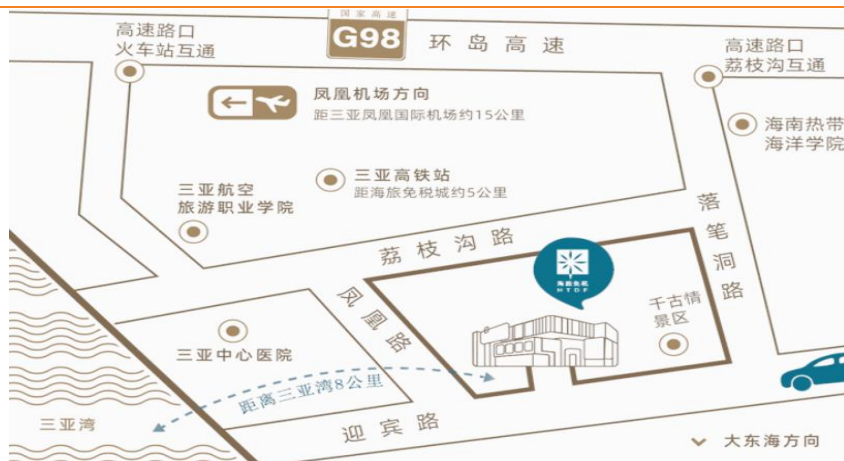 国家高速
G98
环岛高速
高速路口
火车站互通
高速路口
荔枝沟互通
凤凰机场方向
距三亚凤凰国际机场约15公里
海南热带
海洋学院
三亚高铁站
距海旅免税城约5公里
三亚航空
旅游职业学院
荔枝沟路
落笔洞路
海旅免税
HTDF
凤凰路
千古情
景区
三亚中心医院
距离三亚湾8公里
三亚湾
迎宾路
大东海方向